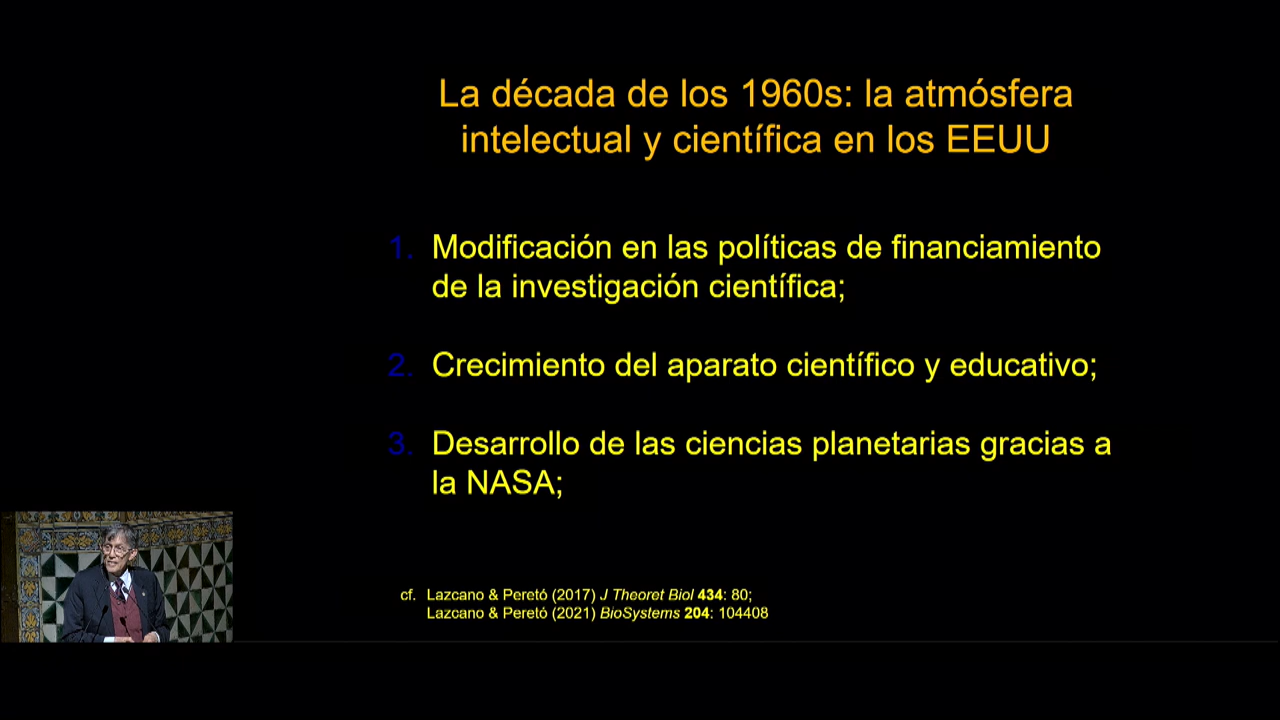 La década de los 1960s: la atmósfera
intelectual y científica en los EEUU
1. Modificación en las políticas de financiamiento
de la investigación científica;
2. Crecimiento del aparato científico y educativo;
3. Desarrollo de las ciencias planetarias gracias a
la NASA;
cf. Lazcano & Peretó (2017) J Theoret Biol 434: 80;
Lazcano & Peretó (2021) BioSystems 204: 104408